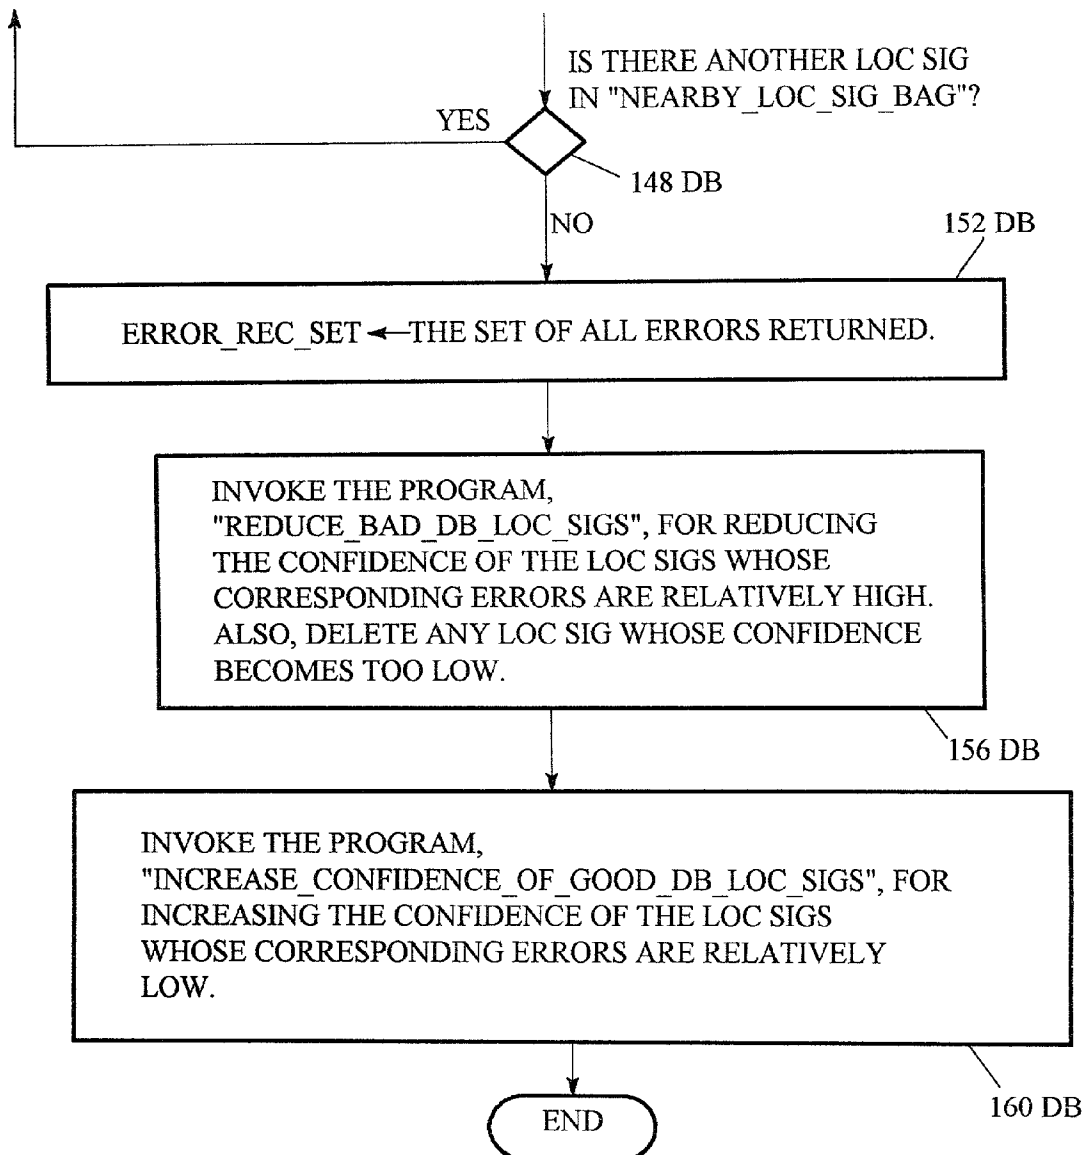 IS THERE ANOTHER LOC SIG
IN "NEARBY_LOC_SIG_BAG"?
YES
148 DB
NO
152 DB
ERROR_REC_SET ← THE SET OF ALL ERRORS RETURNED.
INVOKE THE PROGRAM,
"REDUCE_BAD_DB_LOC_SIGS", FOR REDUCING
THE CONFIDENCE OF THE LOC SIGS WHOSE
CORRESPONDING ERRORS ARE RELATIVELY HIGH.
ALSO, DELETE ANY LOC SIG WHOSE CONFIDENCE
BECOMES TOO LOW.
156 DB
INVOKE THE PROGRAM,
"INCREASE_CONFIDENCE_OF_GOOD_DB_LOC_SIGS", FOR
INCREASING THE CONFIDENCE OF THE LOC SIGS
WHOSE CORRESPONDING ERRORS ARE RELATIVELY
LOW.
160 DB
END